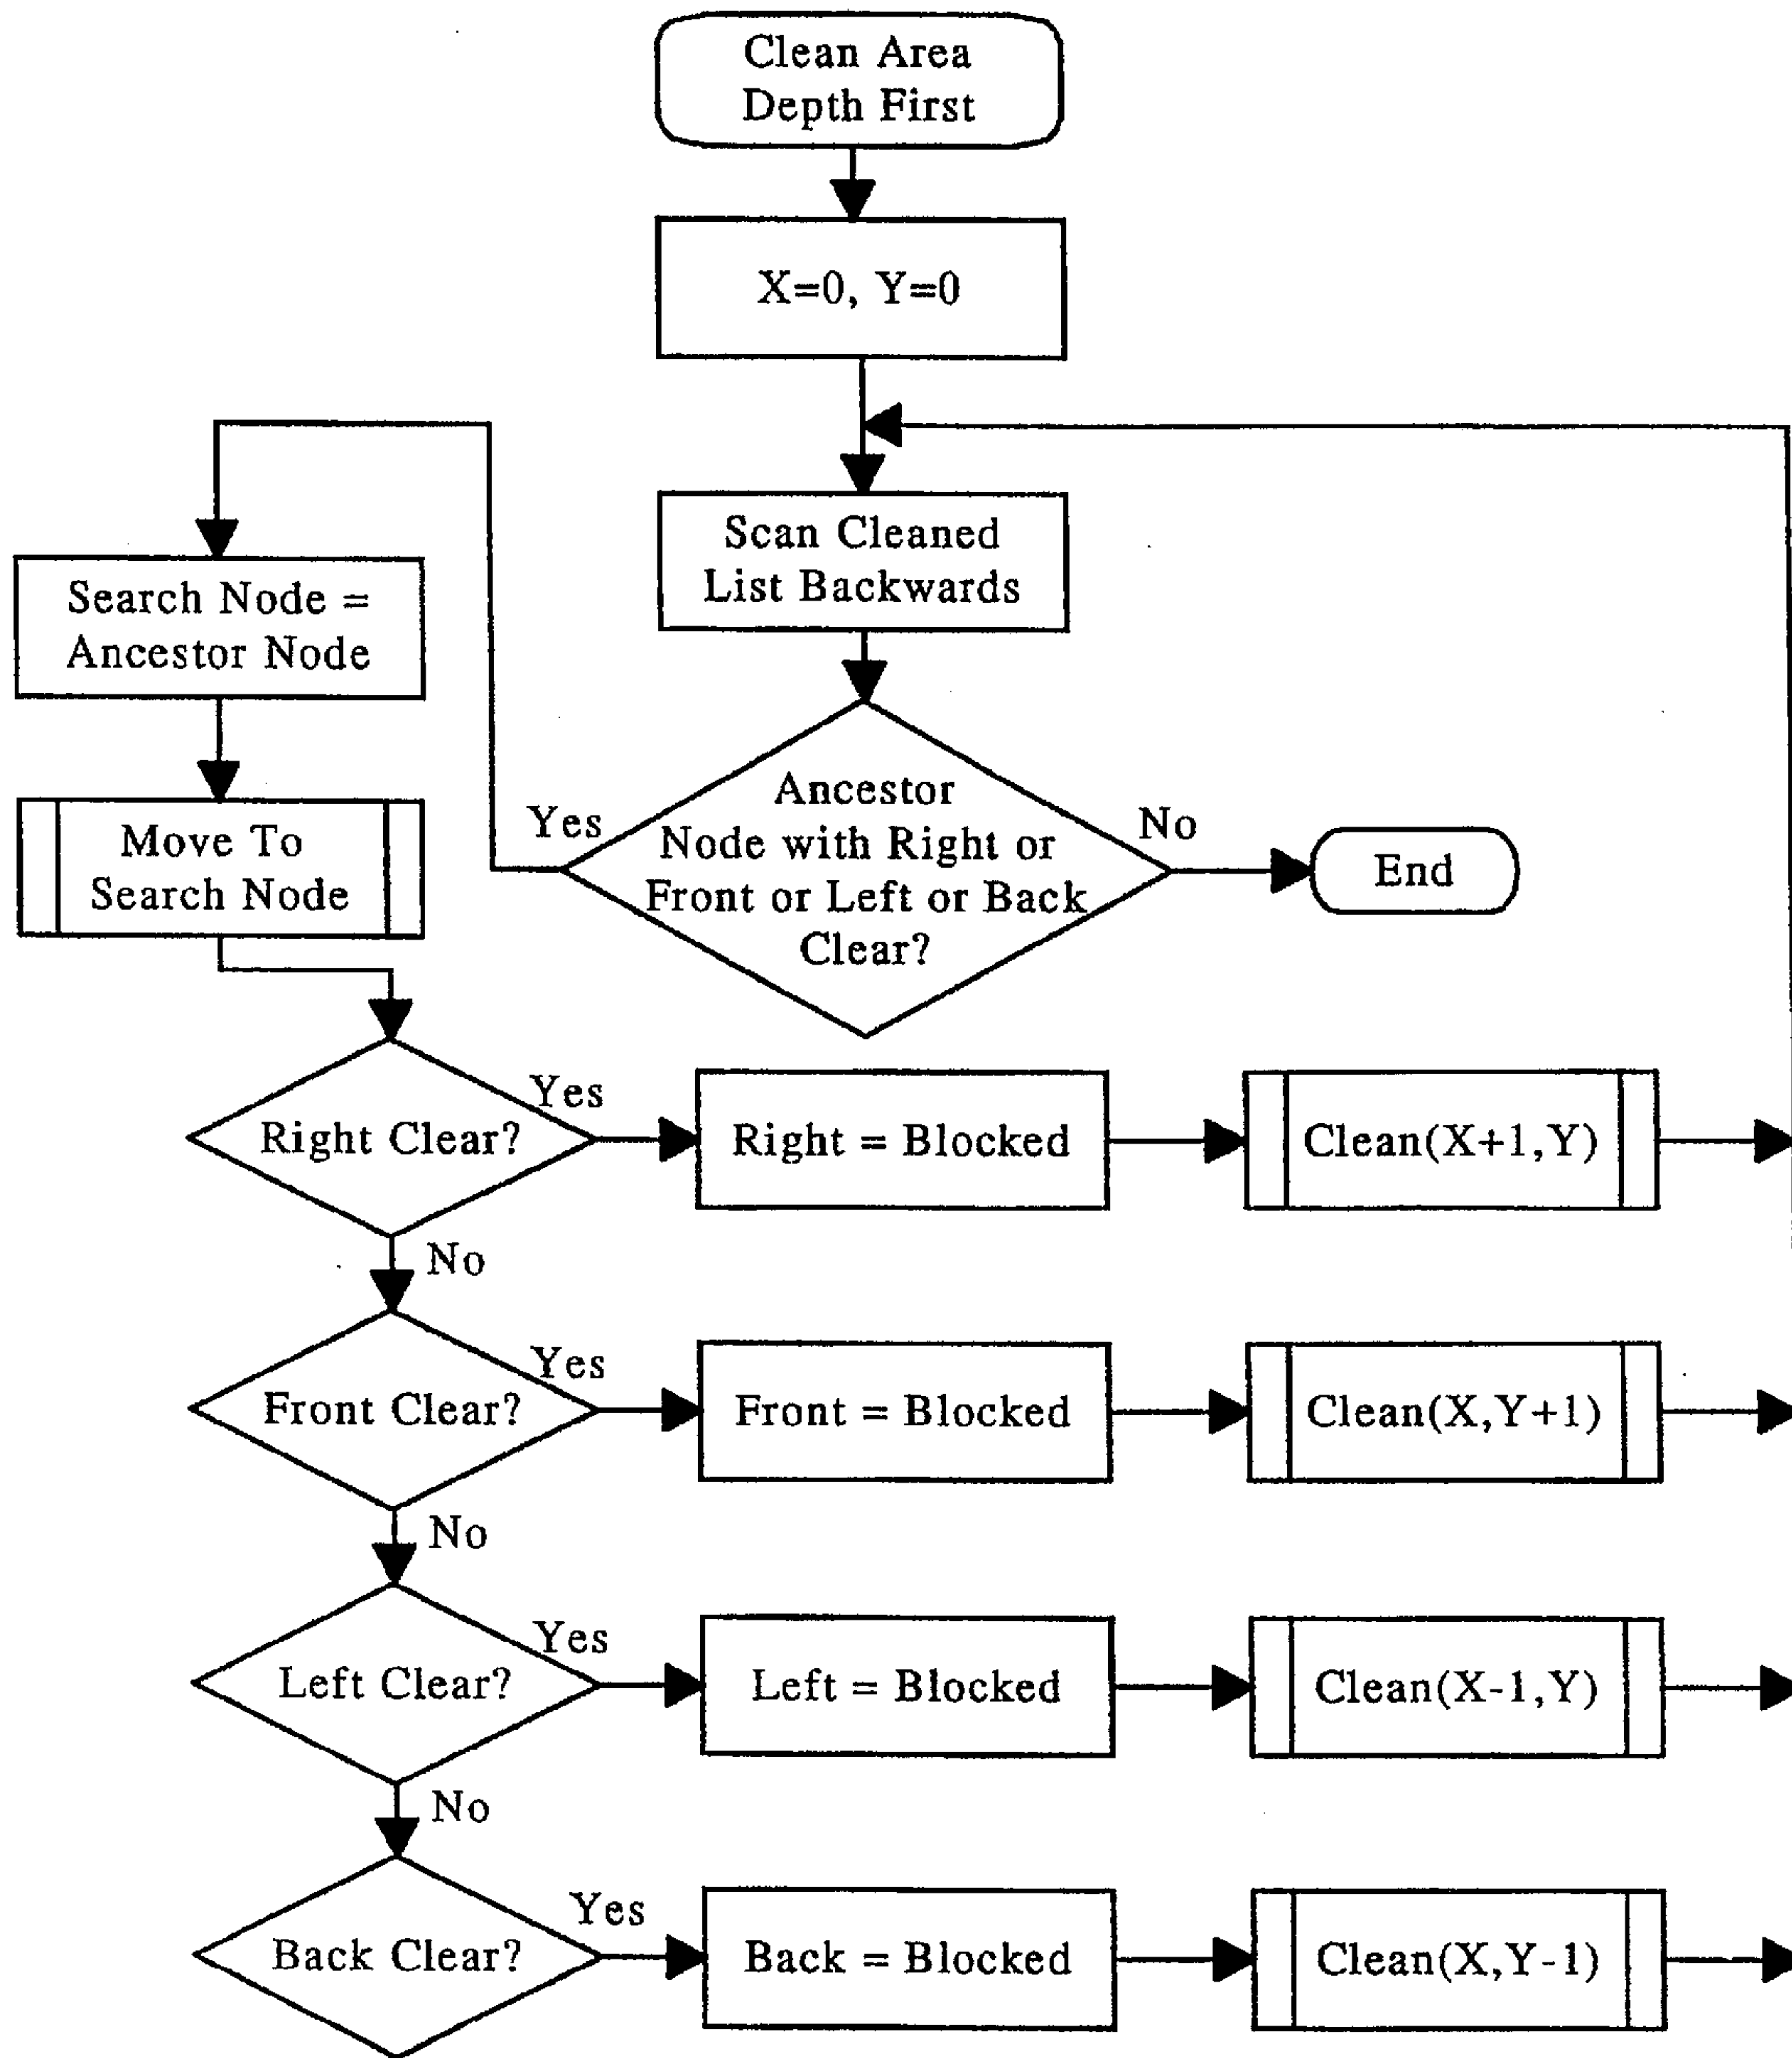 Clean Area
Depth First
X=0, Y=0
Scan Cleaned
List Backwards
Search Node =
Ancestor Node
Ancestor
Node with Right or
Front or Left or Back
Clear?
Yes
No
End
Move To
Search Node
Right Clear?
Yes
Right = Blocked
Clean(X+1,Y)
No
Front Clear?
Yes
Front = Blocked
Clean(X,Y+1)
No
Left Clear?
Yes
Left = Blocked
Clean(X-1,Y)
No
Back Clear?
Yes
Back = Blocked
Clean(X,Y-1)